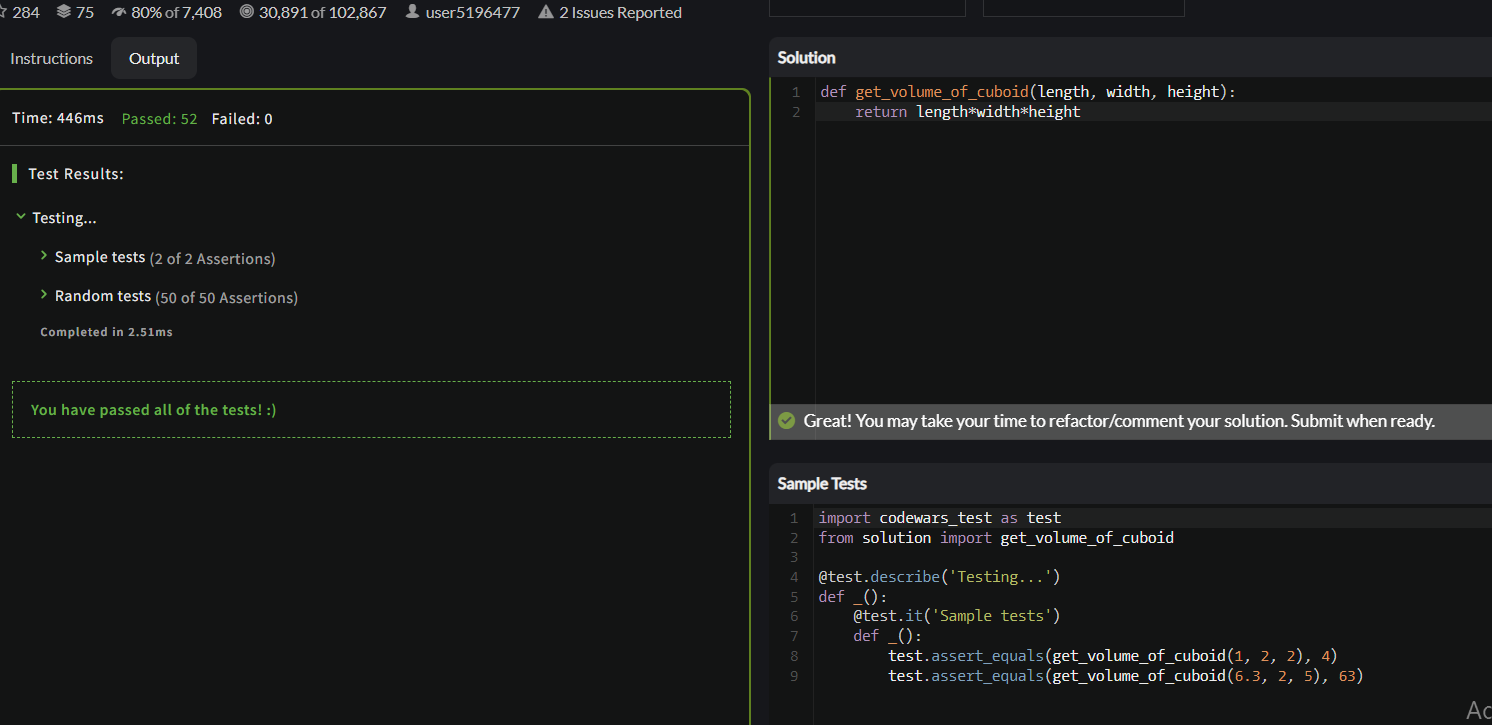 284 75 80% of 7,408 30,891 of 102,867 user5196477 2 Issues Reported
Instructions Output
Time: 446ms Passed: 52 Failed: 0
Test Results:
Testing...
Sample tests (2 of 2 Assertions)
Random tests (50 of 50 Assertions)
Completed in 2.51ms
You have passed all of the tests! :)
Solution
1 def get_volume_of_cuboid(length, width, height):
2     return length*width*height
Great! You may take your time to refactor/comment your solution. Submit when ready.
Sample Tests
1 import codewars_test as test
2 from solution import get_volume_of_cuboid
3
4 @test.describe('Testing...')
5 def _():
6     @test.it('Sample tests')
7     def _():
8         test.assert_equals(get_volume_of_cuboid(1, 2, 2), 4)
9         test.assert_equals(get_volume_of_cuboid(6.3, 2, 5), 63)